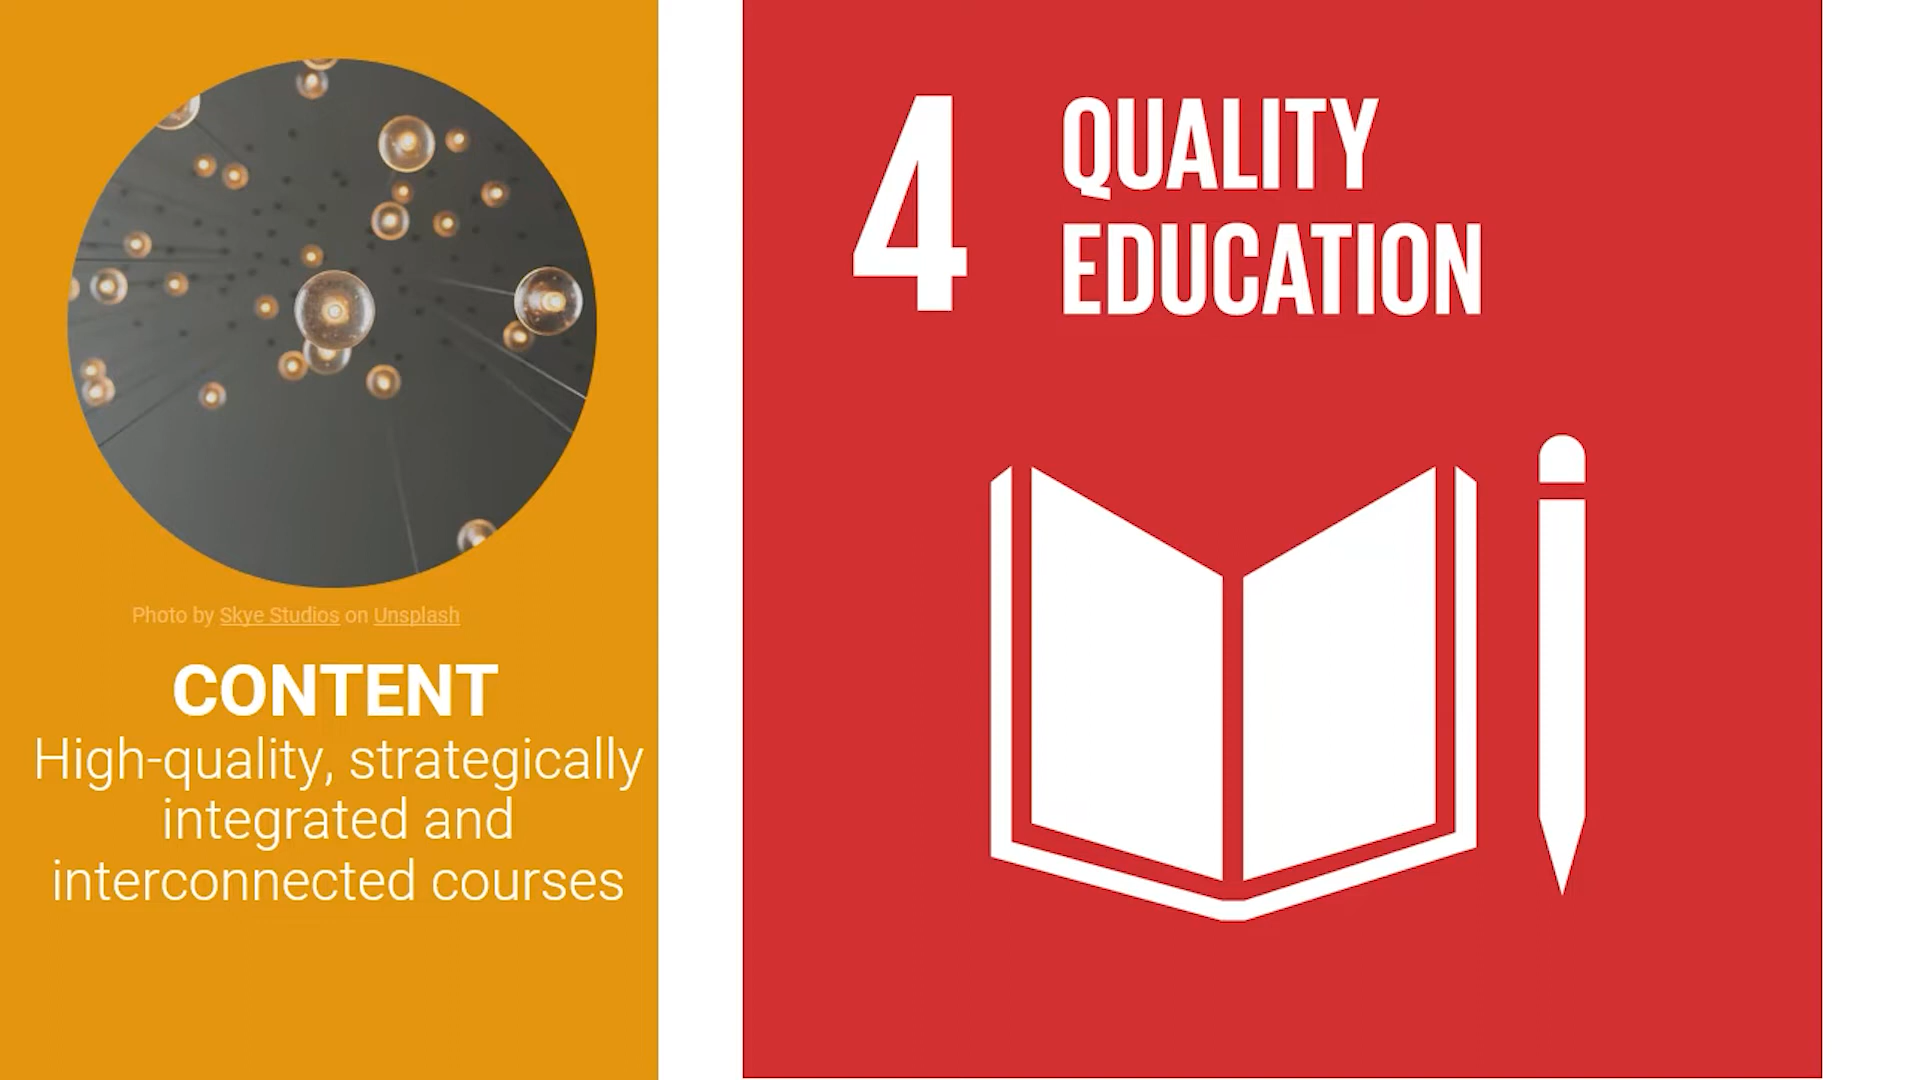 Photo by Skye Studios on Unsplash
CONTENT
High-quality, strategically
integrated and
interconnected courses
4
QUALITY
EDUCATION